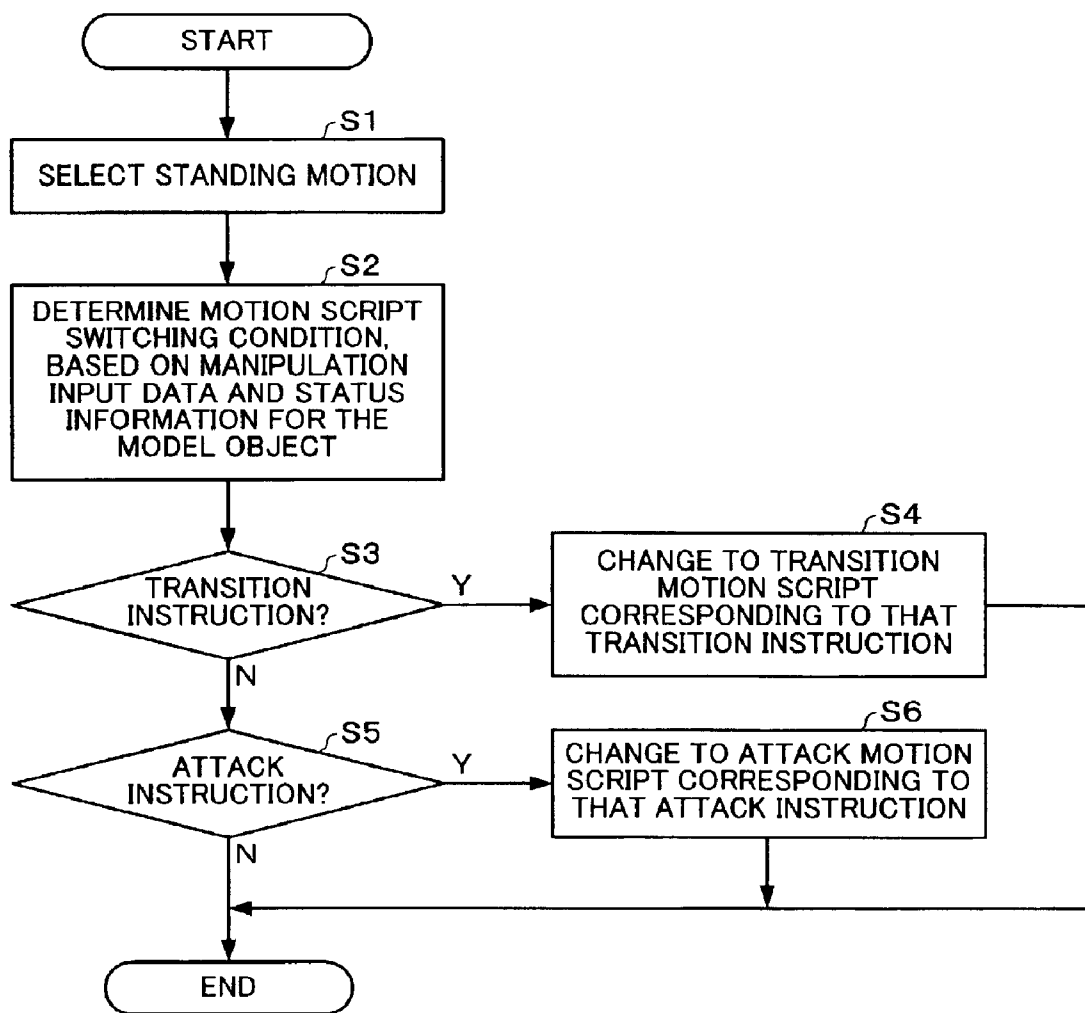 START
S1
SELECT STANDING MOTION
S2
DETERMINE MOTION SCRIPT
SWITCHING CONDITION,
BASED ON MANIPULATION
INPUT DATA AND STATUS
INFORMATION FOR THE
MODEL OBJECT
S3
TRANSITION
INSTRUCTION?
Y
N
S4
CHANGE TO TRANSITION
MOTION SCRIPT
CORRESPONDING TO THAT
TRANSITION INSTRUCTION
S5
ATTACK
INSTRUCTION?
Y
N
S6
CHANGE TO ATTACK MOTION
SCRIPT CORRESPONDING TO
THAT ATTACK INSTRUCTION
END